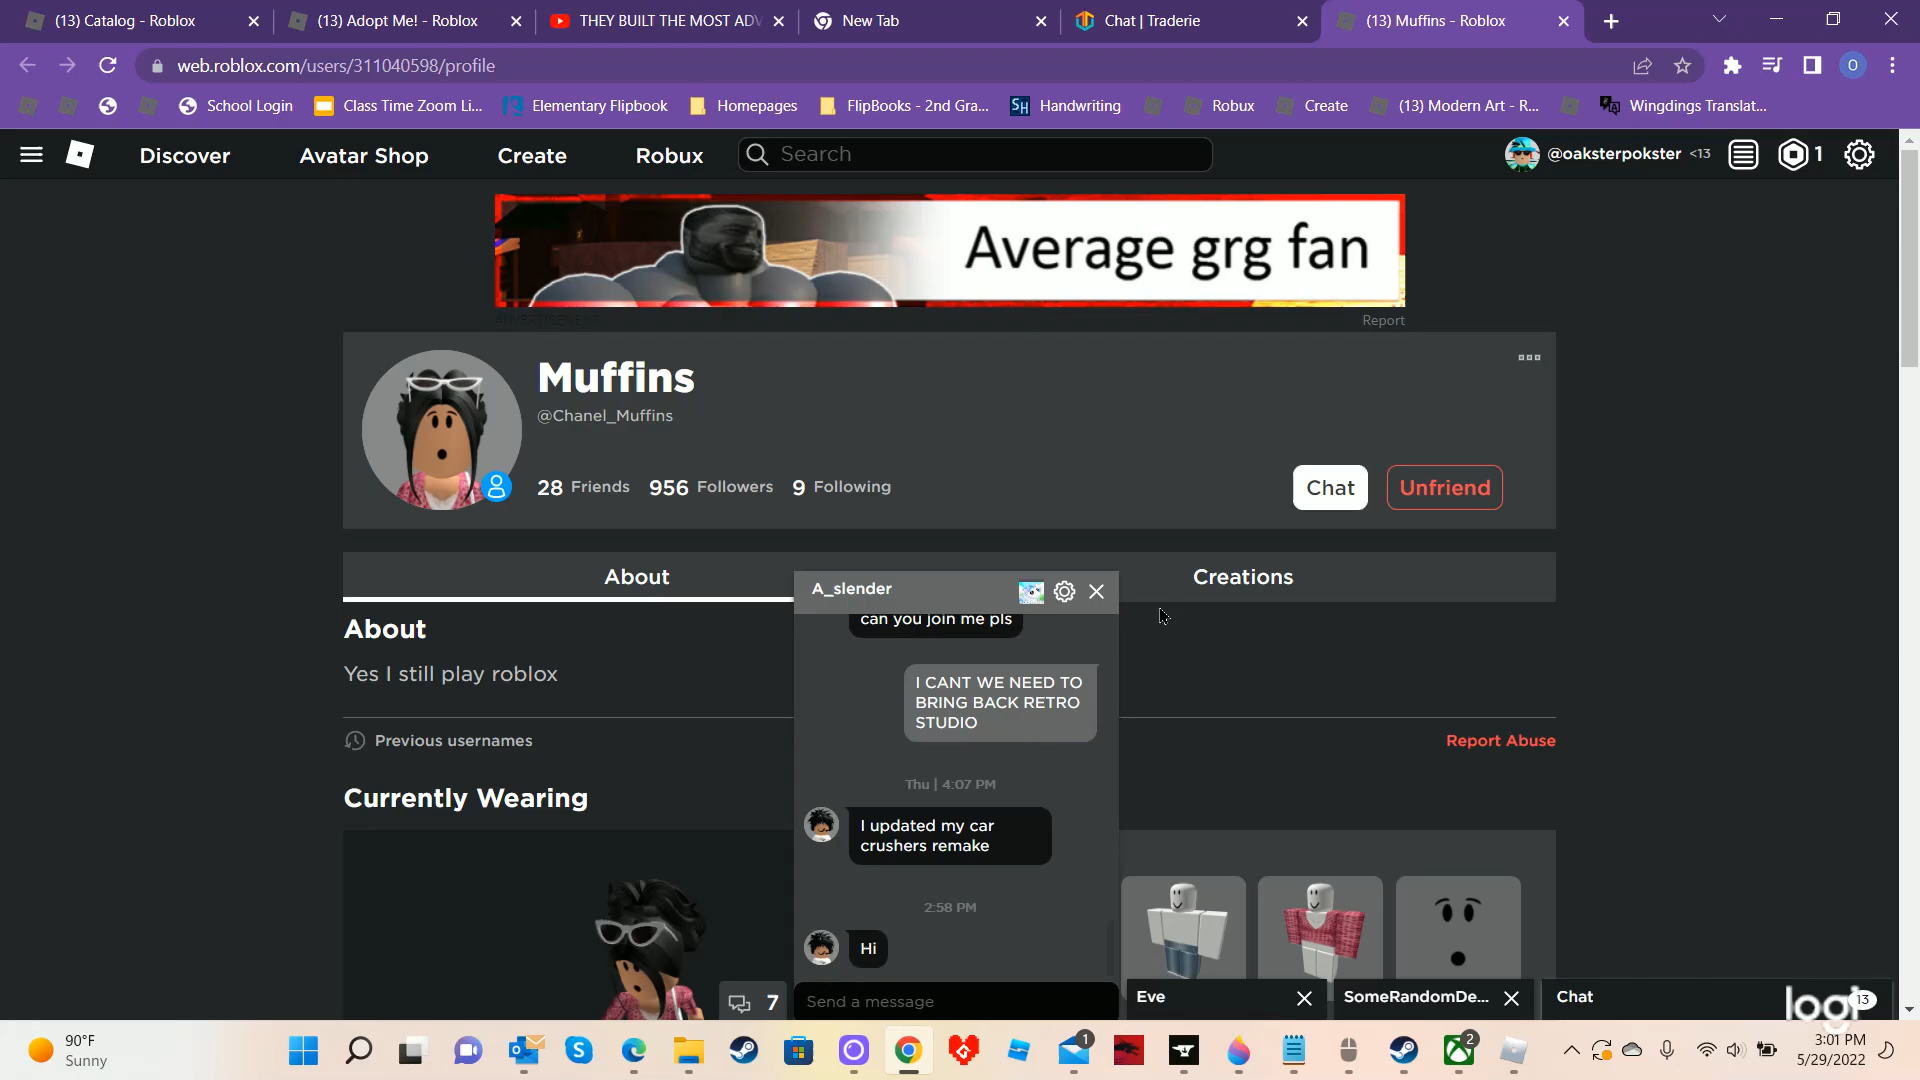 (13) Catalog - Roblox
(13) Adopt Me! - Roblox
THEY BUILT THE MOST ADV
New Tab
Chat | Traderie
(13) Muffins - Roblox
web.roblox.com/users/311040598/profile
O
School Login
Class Time Zoom Li...
Elementary Flipbook
Homepages
FlipBooks - 2nd Gra...
SH Handwriting
Robux
Create
(13) Modern Art - R...
Wingdings Translat...
Discover
Avatar Shop
Create
Robux
Search
@oaksterpokster <13
1
Average grg fan
ADVERTISEMENT
Report
Muffins
@Chanel_Muffins
28 Friends 956 Followers 9 Following
Chat
Unfriend
About
Creations
About
Yes I still play roblox
Previous usernames
Report Abuse
Currently Wearing
A_slender
can you join me pls
I CANT WE NEED TO
BRING BACK RETRO
STUDIO
Thu | 4:07 PM
I updated my car
crushers remake
2:58 PM
Hi
7
Send a message
Eve
SomeRandomDe...
Chat
logi
13
90°F
Sunny
1
2
3:01 PM
5/29/2022